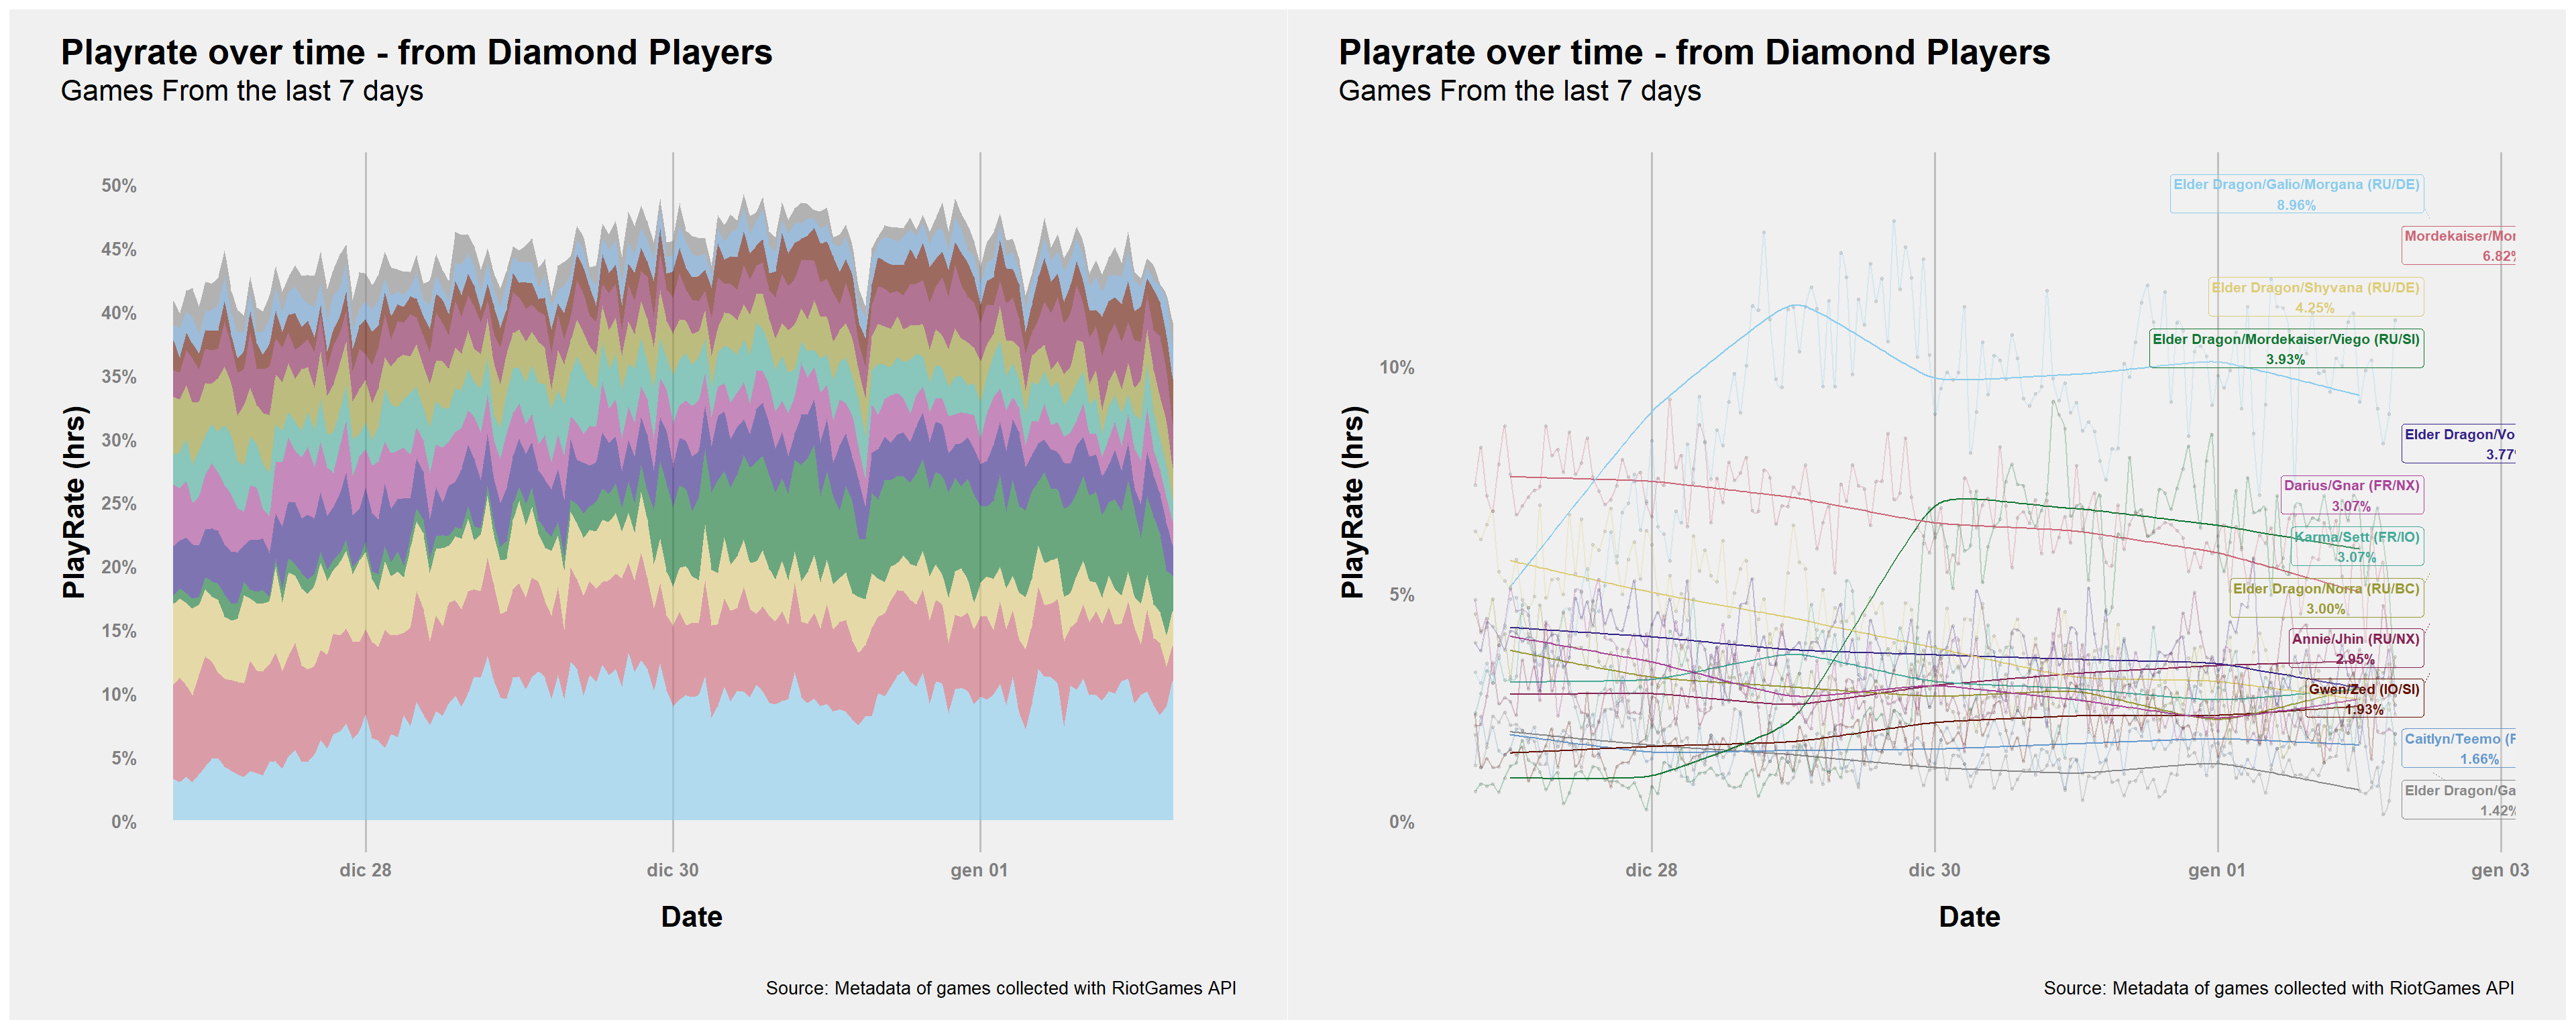 Playrate over time - from Diamond Players
Games From the last 7 days
50%
45%
40%
35%
30%
25%
20%
15%
10%
5%
0%
PlayRate (hrs)
dic 28
dic 30
gen 01
Date
Source: Metadata of games collected with RiotGames API
Playrate over time - from Diamond Players
Games From the last 7 days
10%
5%
0%
PlayRate (hrs)
Elder Dragon/Galio/Morgana (RU/DE)
8.96%
Mordekaiser/Mor
6.82%
Elder Dragon/Shyvana (RU/DE)
4.25%
Elder Dragon/Mordekaiser/Viego (RU/SI)
3.93%
Elder Dragon/Vo
3.77%
Darius/Gnar (FR/NX)
3.07%
Karma/Sett (FR/IO)
3.07%
Elder Dragon/Norra (RU/BC)
3.00%
Annie/Jhin (RU/NX)
2.95%
Gwen/Zed (IO/SI)
1.93%
Caitlyn/Teemo (F
1.66%
Elder Dragon/Ga
1.42%
dic 28
dic 30
gen 01
gen 03
Date
Source: Metadata of games collected with RiotGames API